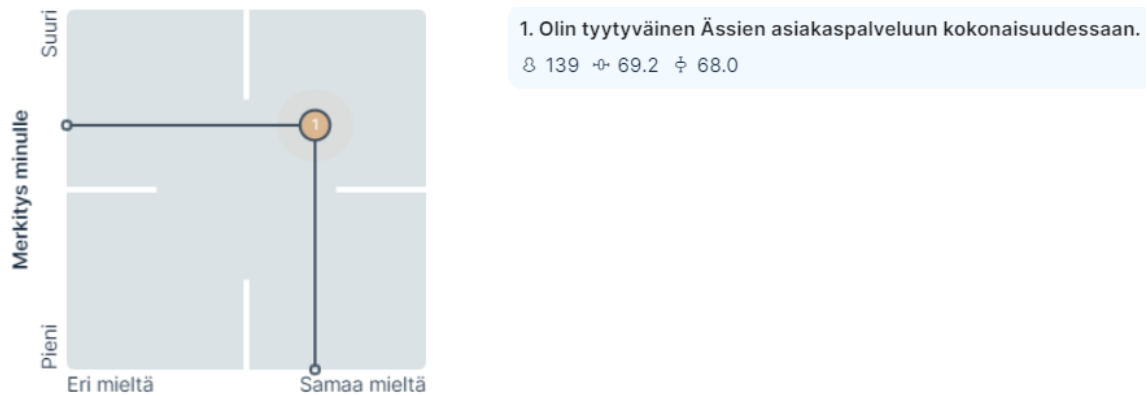 Suuri
Merkitys minulle
Pieni
1
Eri mieltä
Samaa mieltä
1. Olin tyytyväinen Ässien asiakaspalveluun kokonaisuudessaan.
139 69.2 68.0